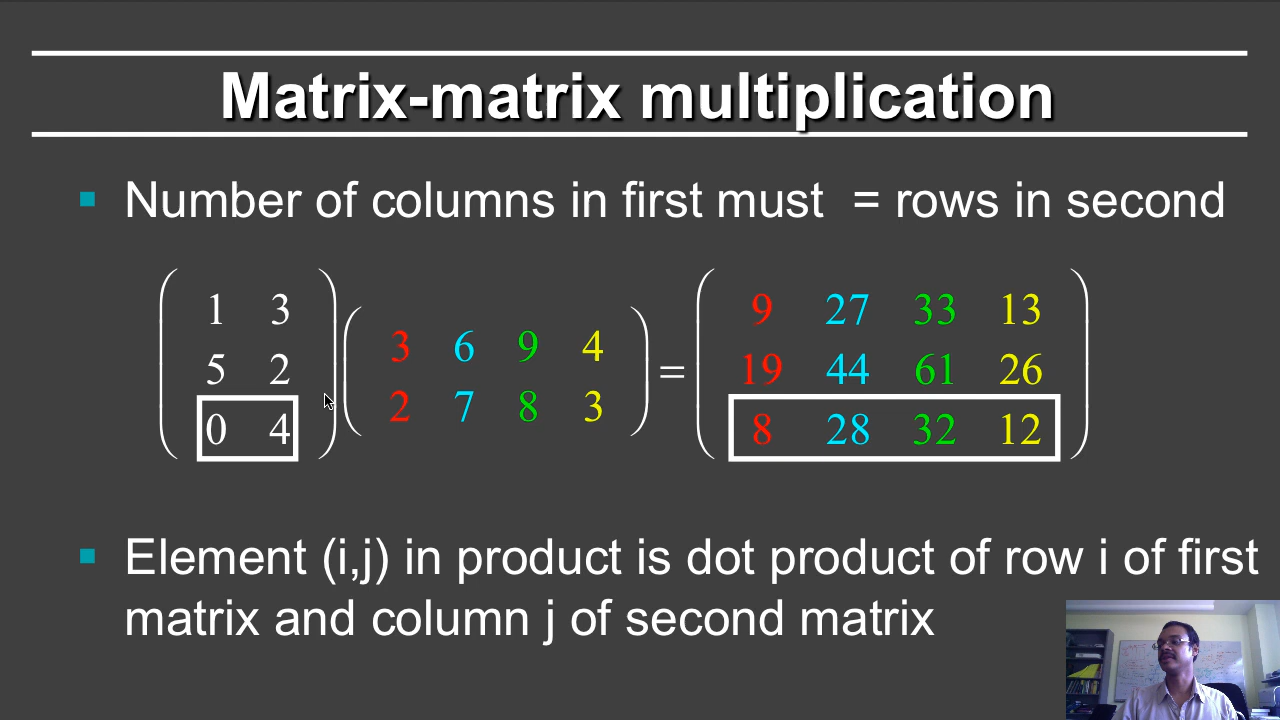 Matrix-matrix multiplication
Number of columns in first must = rows in second
1 3 9 27 33 13
3 6 9 4
5 2 = 19 44 61 26
2 7 8 3
0 4 8 28 32 12
Element (i,j) in product is dot product of row i of first
matrix and column j of second matrix